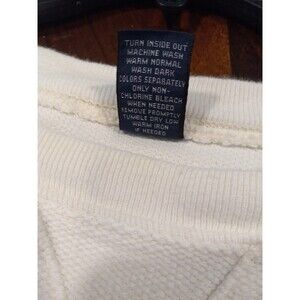 TURN INSIDE OUT
MACHINE WASH
WARM NORMAL
WASH DARK
COLORS SEPARATELY
ONLY NON-
CHLORINE BLEACH
WHEN NEEDED
REMOVE PROMPTLY
TUMBLE DRY LOW
WARM IRON
IF NEEDED